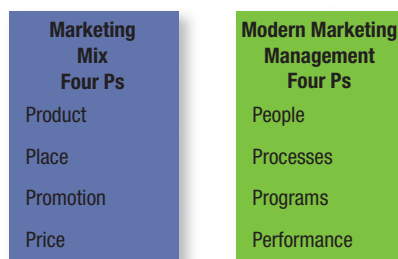 Marketing
Mix
Four Ps
Product
Place
Promotion
Price
Modern Marketing
Management
Four Ps
People
Processes
Programs
Performance